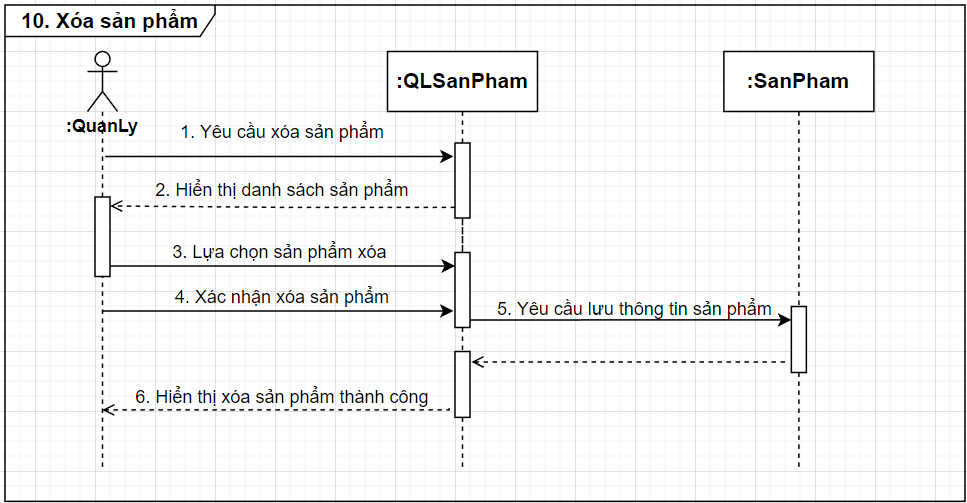 10. Xóa sản phẩm
:QLSanPham
:SanPham
:QuanLy
1. Yêu cầu xóa sản phẩm
2. Hiển thị danh sách sản phẩm
3. Lựa chọn sản phẩm xóa
4. Xác nhận xóa sản phẩm
5. Yêu cầu lưu thông tin sản phẩm
6. Hiển thị xóa sản phẩm thành công